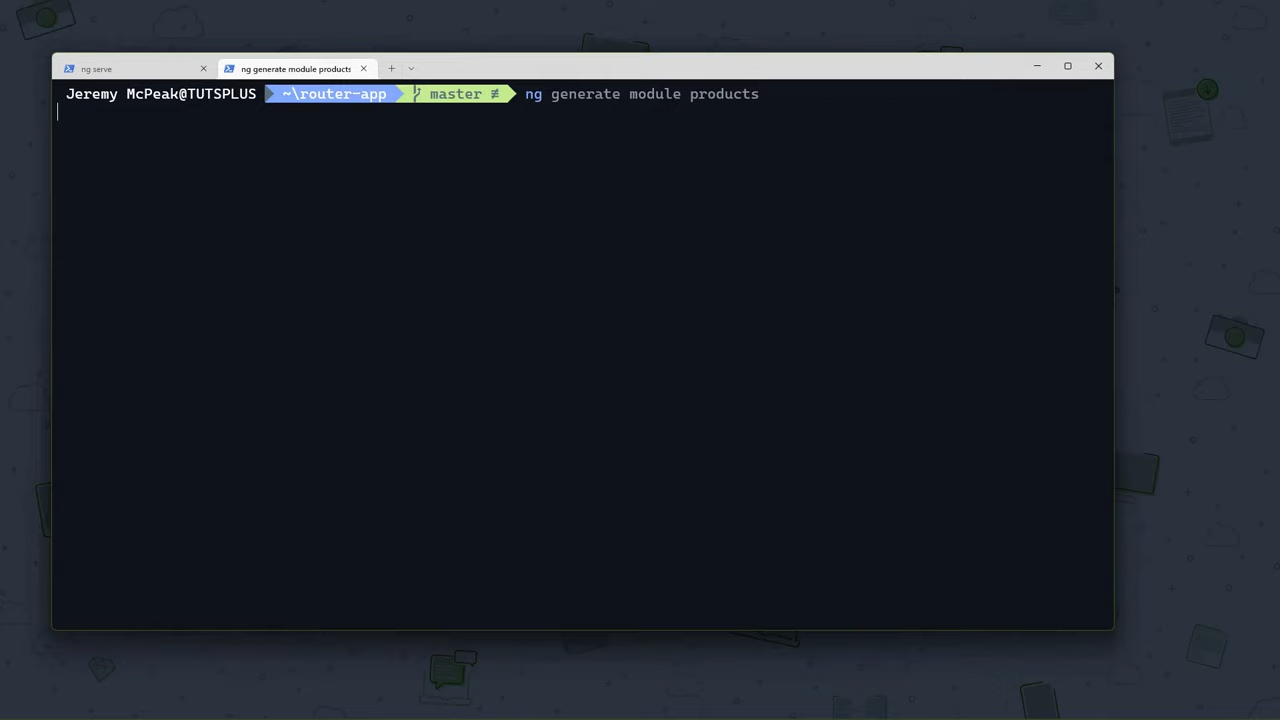 ng serve
ng generate module products
Jeremy McPeak@TUTSPLUS ~\router-app master ≢ ng generate module products